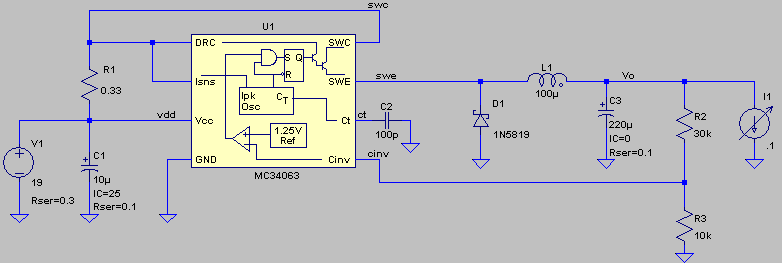 swc
U1
DRC
SWC
S Q
R
R1
0.33
Isns
SWE
swe
L1
100µ
Vo
Ipk
Osc
CT
vdd
Vcc
Ct
ct
C2
100p
D1
1N5819
C3
220µ
IC=0
Rser=0.1
R2
30k
I1
.1
V1
19
Rser=0.3
C1
10µ
IC=25
Rser=0.1
1.25V
Ref
GND
Cinv
cinv
MC34063
R3
10k